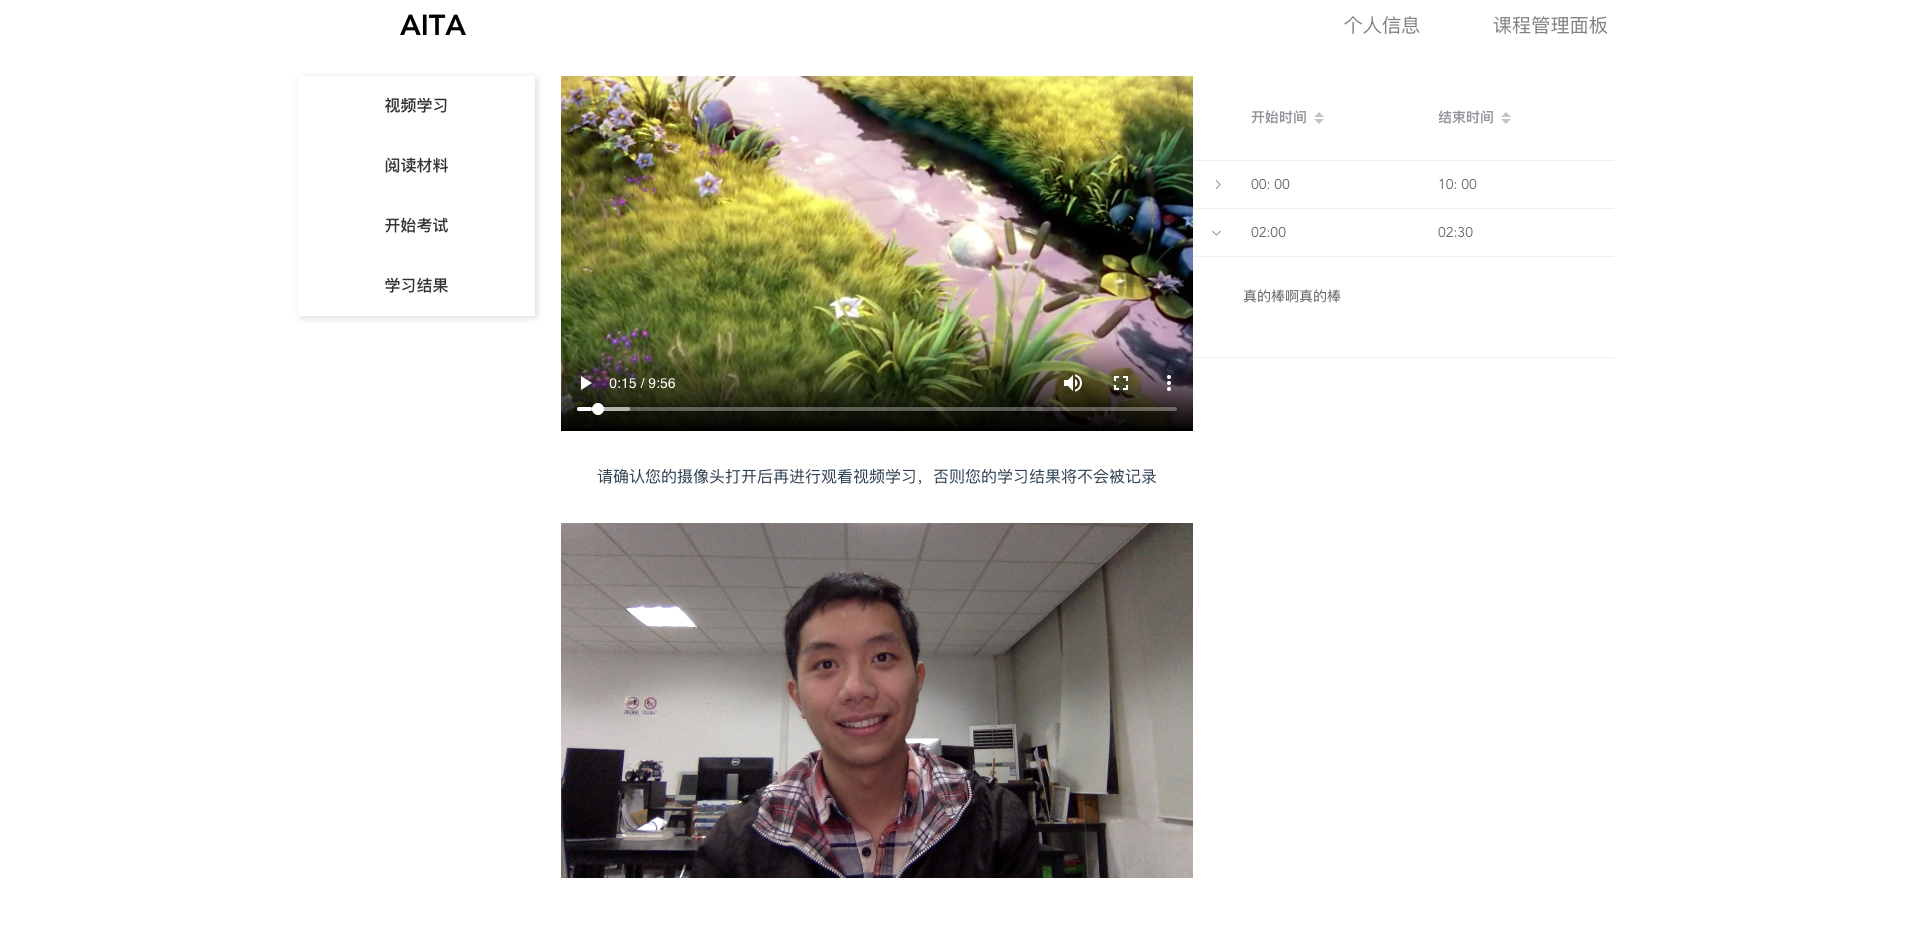 AITA
个人信息
课程管理面板
视频学习
阅读材料
开始考试
学习结果
开始时间
结束时间
00: 00
10: 00
02:00
02:30
真的棒啊真的棒
0:15 / 9:56
请确认您的摄像头打开后再进行观看视频学习，否则您的学习结果将不会被记录